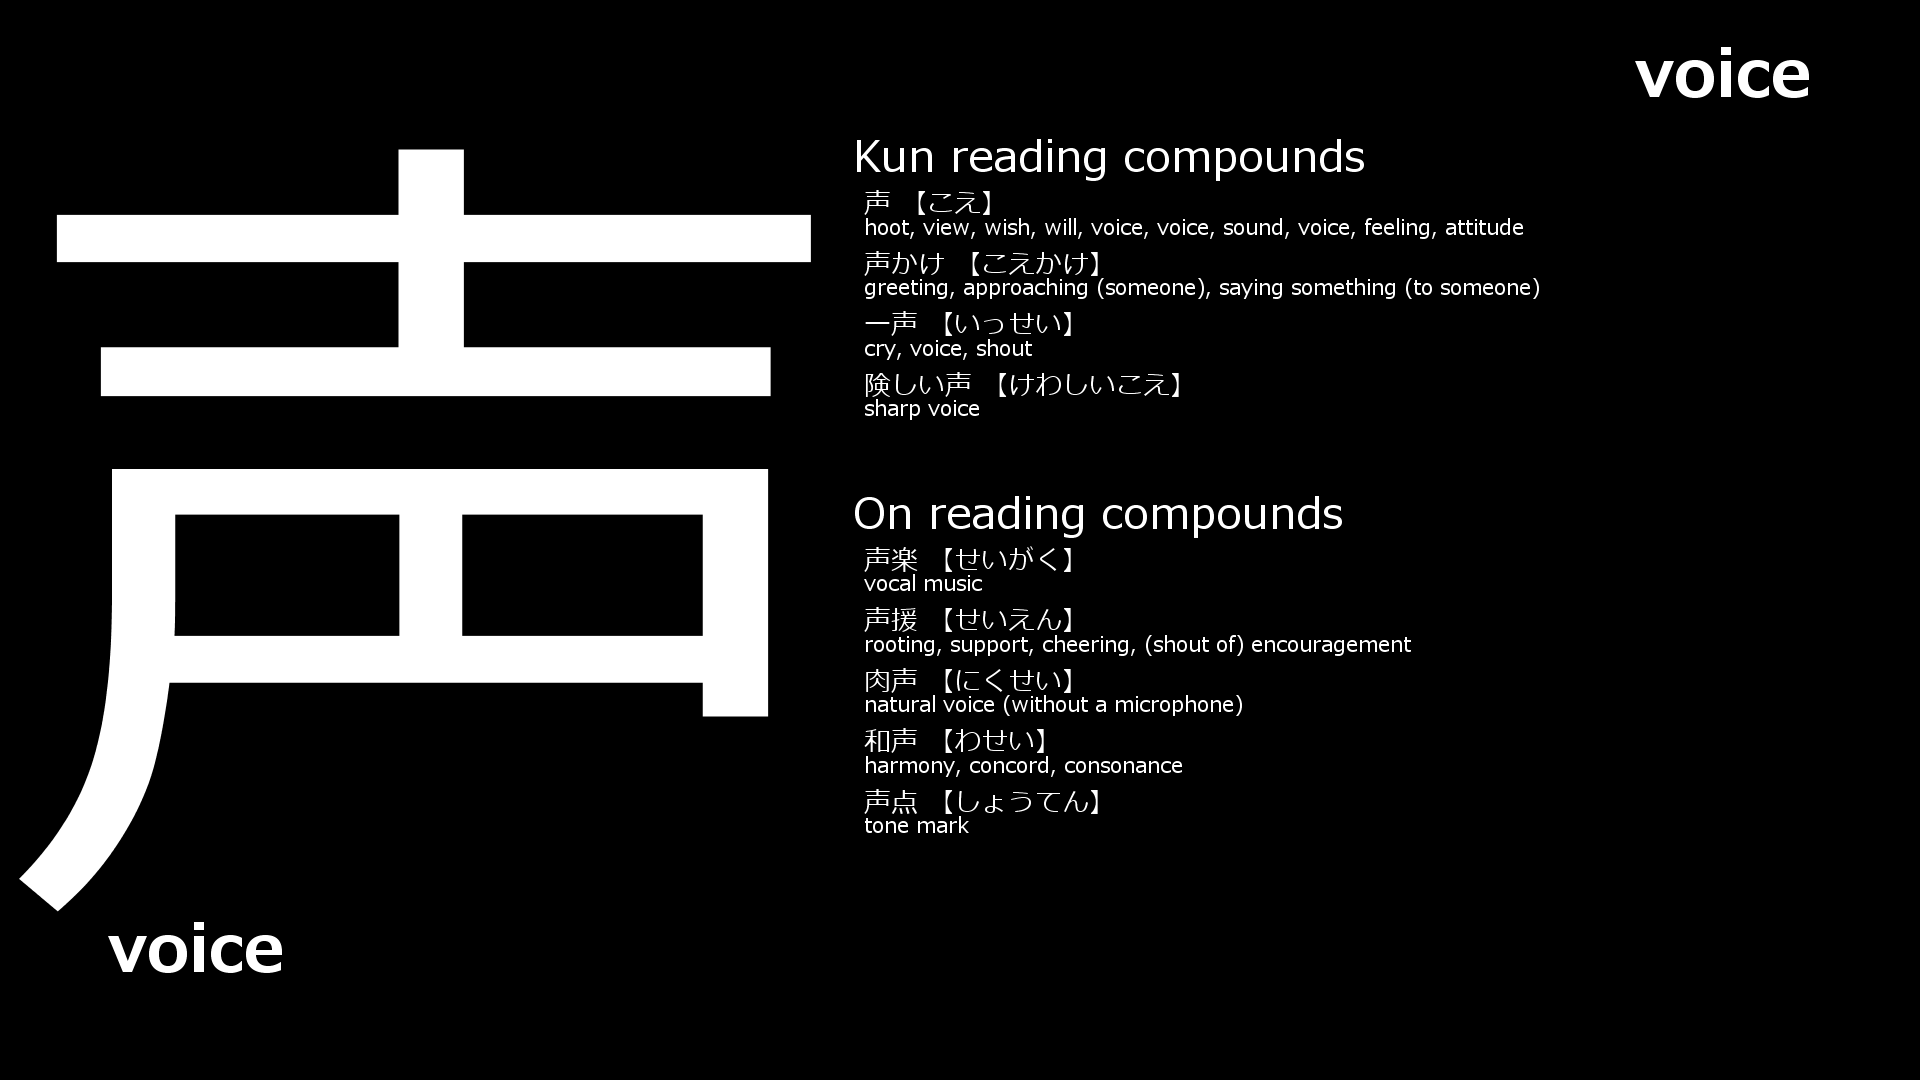 voice
声
Kun reading compounds
声 【こえ】
hoot, view, wish, will, voice, voice, sound, voice, feeling, attitude
声かけ 【こえかけ】
greeting, approaching (someone), saying something (to someone)
一声 【いっせい】
cry, voice, shout
険しい声 【けわしいこえ】
sharp voice
On reading compounds
声楽 【せいがく】
vocal music
声援 【せいえん】
rooting, support, cheering, (shout of) encouragement
肉声 【にくせい】
natural voice (without a microphone)
和声 【わせい】
harmony, concord, consonance
声点 【しょうてん】
tone mark
voice